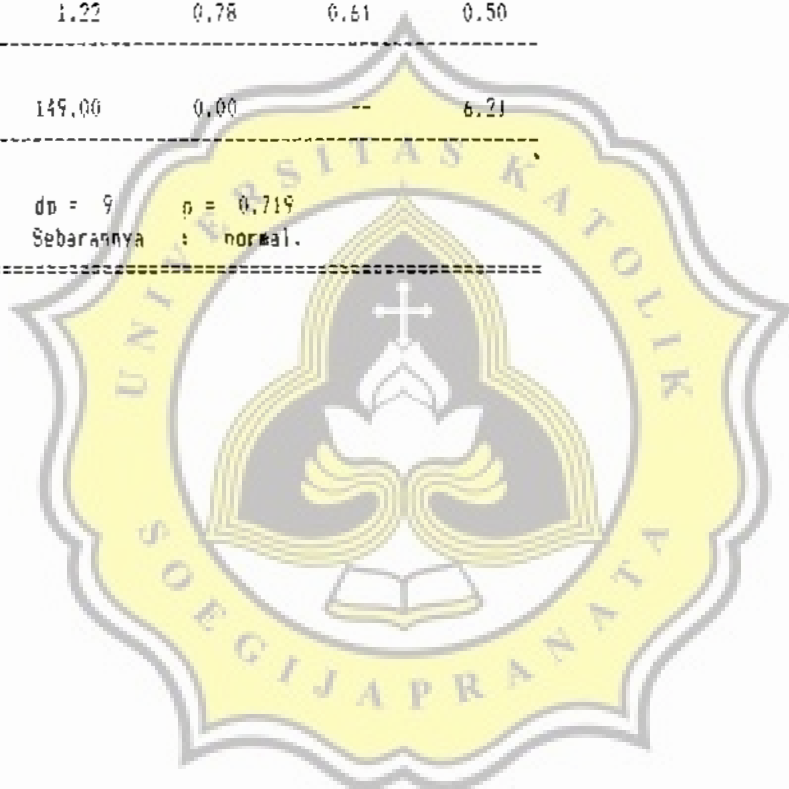 1.22 0.78 0.61 0.50
149.00 0.00 -- 6.21
db = 9 p = 0.719
Sebarannya : normal.
UNIVERSITAS KATOLIK
SOEGIJAPRANATA